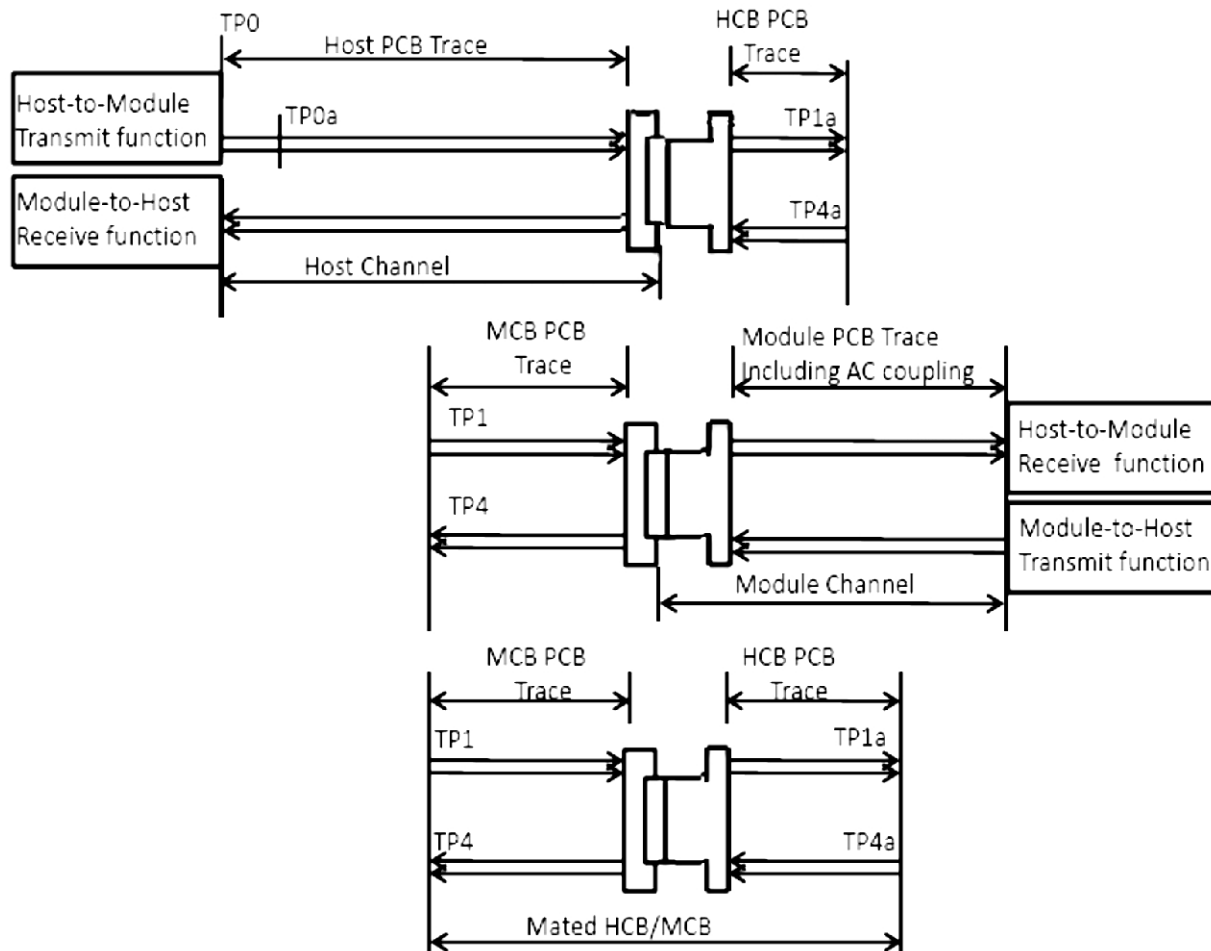 TP0
Host PCB Trace
HCB PCB
Trace
Host-to-Module
Transmit function
TP0a
TP1a
Module-to-Host
Receive function
TP4a
Host Channel
MCB PCB
Trace
Module PCB Trace
Including AC coupling
TP1
Host-to-Module
Receive function
TP4
Module-to-Host
Transmit function
Module Channel
MCB PCB
Trace
HCB PCB
Trace
TP1
TP1a
TP4
TP4a
Mated HCB/MCB